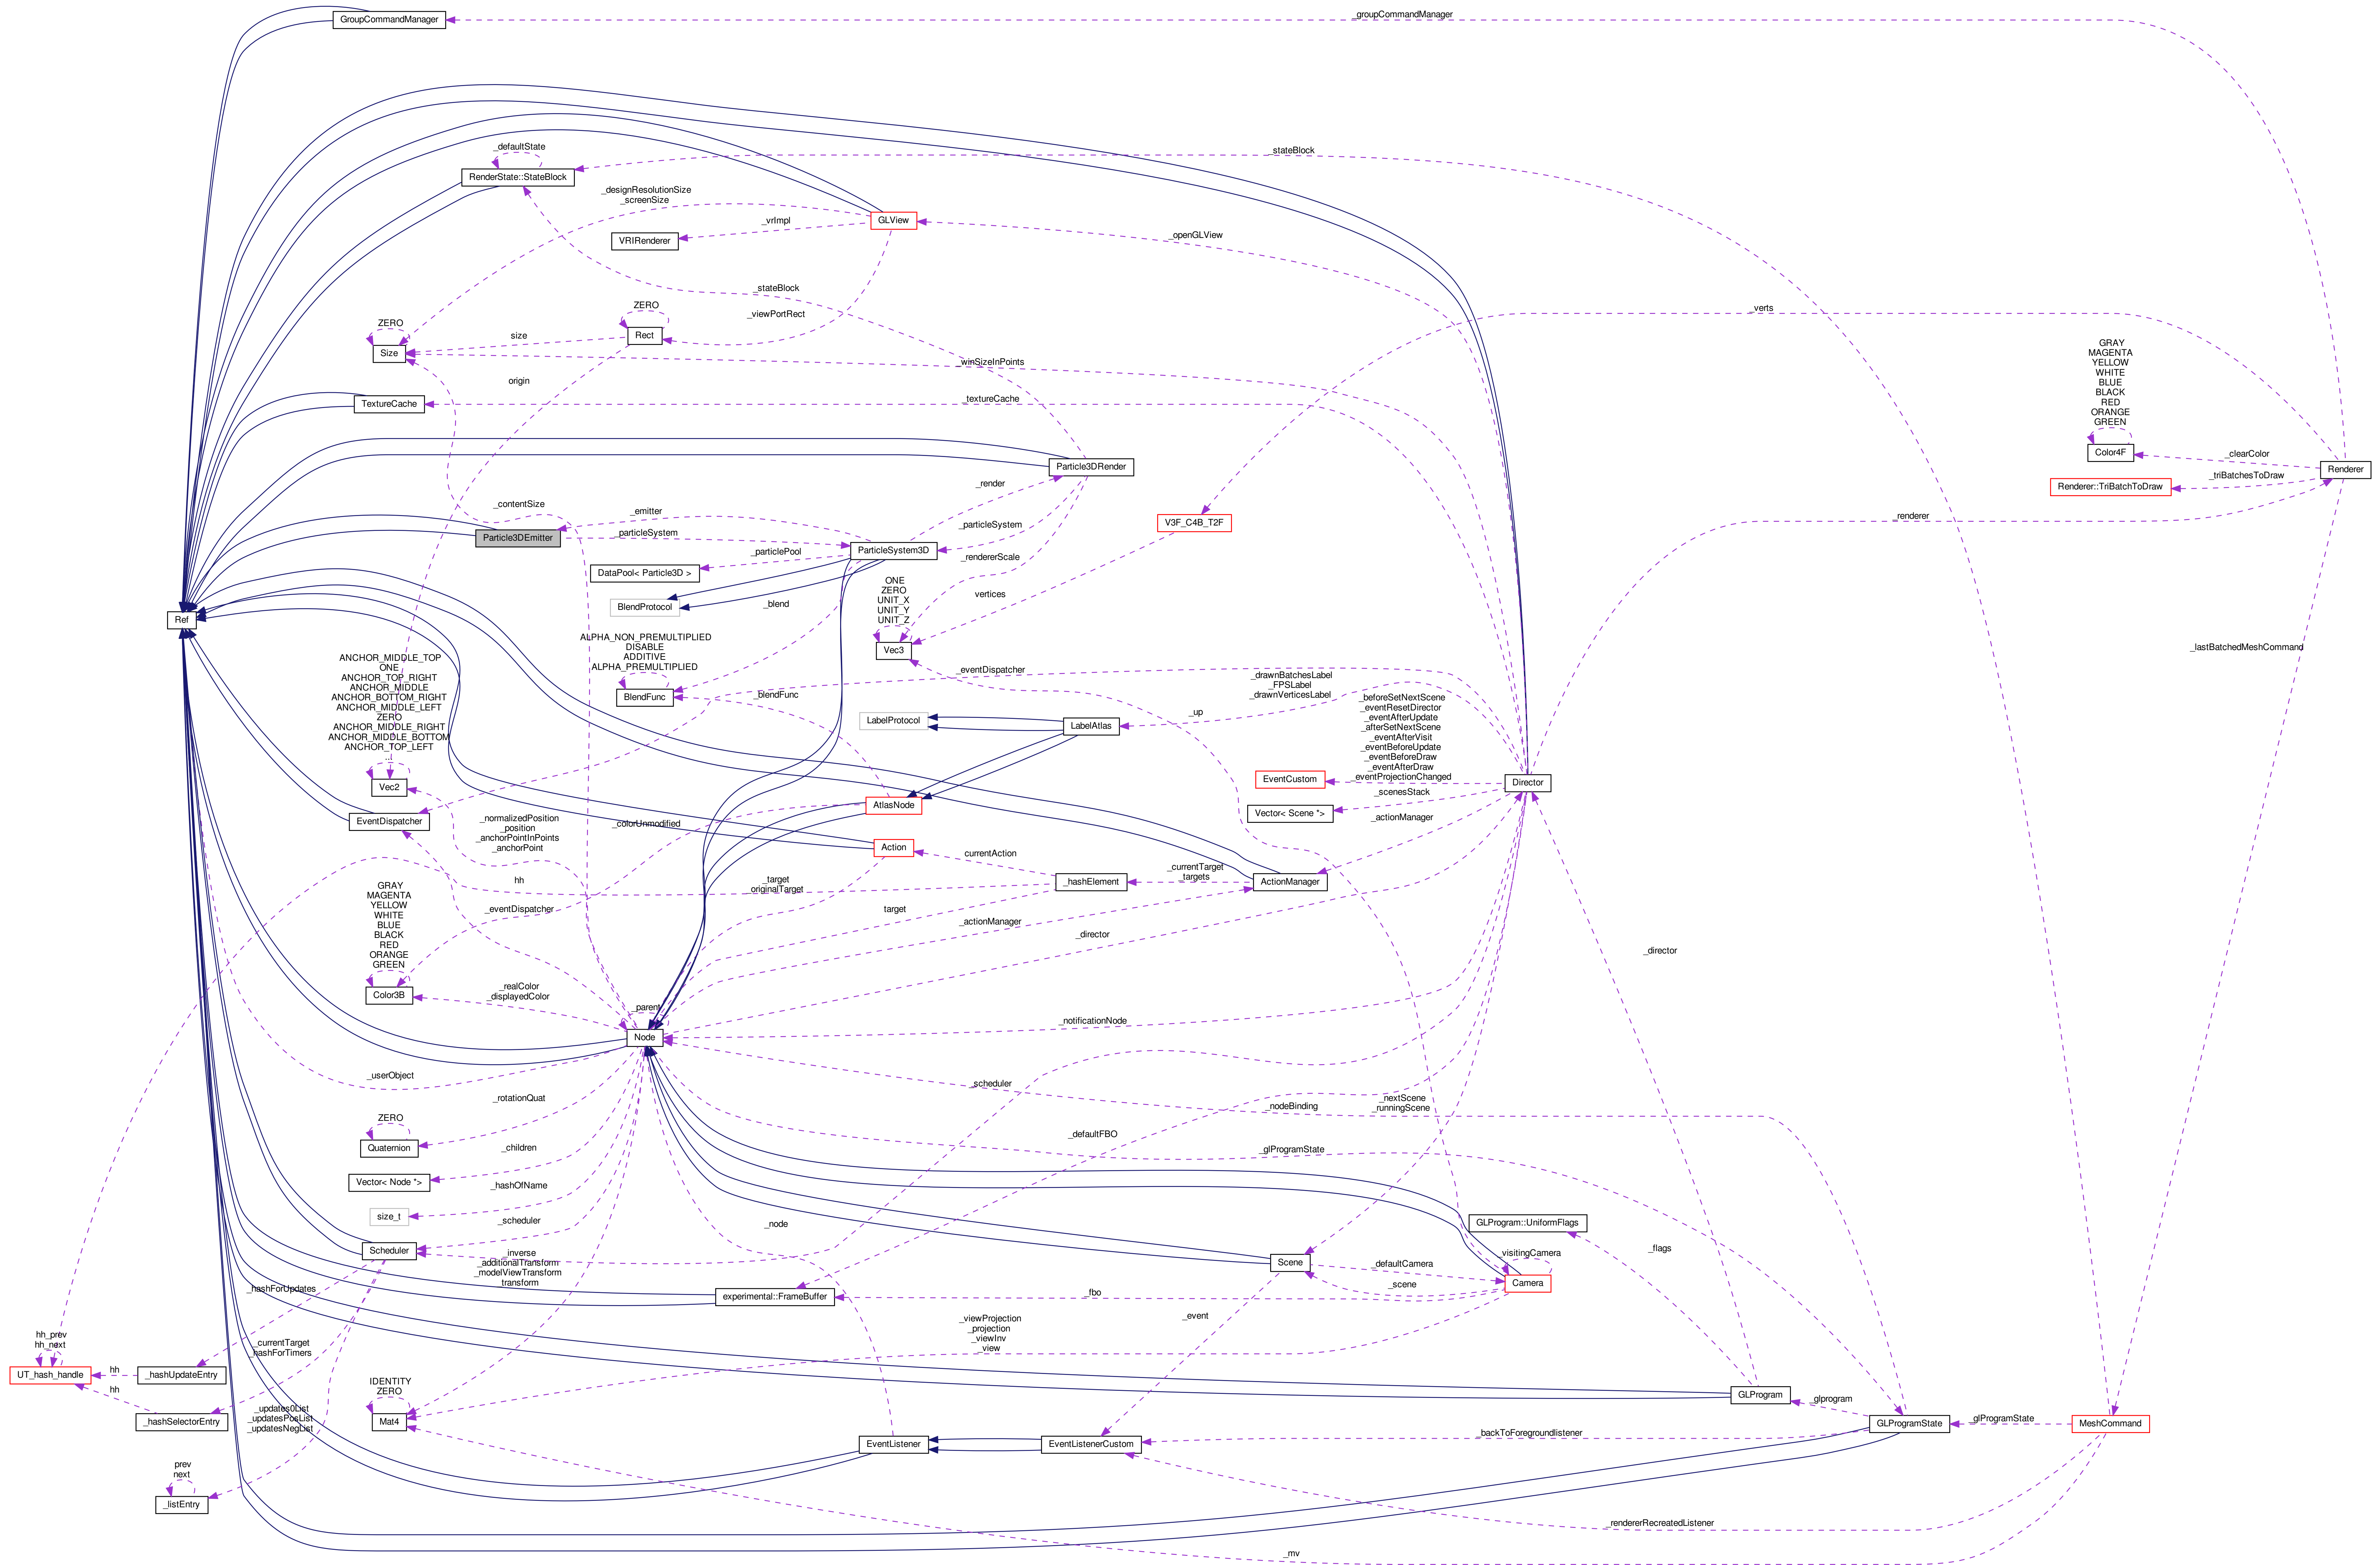 GroupCommandManager
_groupCommandManager
_defaultState
RenderState::StateBlock
_stateBlock
_designResolutionSize
_screenSize
GLView
_vrImpl
VRIRenderer
_openGLView
_stateBlock
ZERO
_viewPortRect
_verts
ZERO
Rect
size
Size
_winSizeInPoints
GRAY
MAGENTA
YELLOW
WHITE
BLUE
BLACK
RED
ORANGE
GREEN
origin
TextureCache
_textureCache
Color4F
_clearColor
Particle3DRender
Renderer
_triBatchesToDraw
Renderer::TriBatchToDraw
_render
_contentSize
_emitter
_particleSystem
V3F_C4B_T2F
_renderer
Particle3DEmitter
_particleSystem
ParticleSystem3D
_particlePool
_rendererScale
DataPool< Particle3D >
ONE
ZERO
UNIT_X
UNIT_Y
UNIT_Z
vertices
BlendProtocol
_blend
Ref
ALPHA_NON_PREMULTIPLIED
DISABLE
ADDITIVE
ALPHA_PREMULTIPLIED
Vec3
_lastBatchedMeshCommand
ANCHOR_MIDDLE_TOP
ONE
ANCHOR_TOP_RIGHT
ANCHOR_MIDDLE
ANCHOR_BOTTOM_RIGHT
ANCHOR_MIDDLE_LEFT
ZERO
ANCHOR_MIDDLE_RIGHT
ANCHOR_MIDDLE_BOTTOM
ANCHOR_TOP_LEFT
BlendFunc
_blendFunc
_eventDispatcher
_drawnBatchesLabel
_FPSLabel
_drawnVerticesLabel
_beforeSetNextScene
_eventResetDirector
_eventAfterUpdate
_afterSetNextScene
_eventAfterVisit
_eventBeforeUpdate
_eventBeforeDraw
_eventAfterDraw
_eventProjectionChanged
_up
LabelProtocol
LabelAtlas
EventCustom
Director
Vec2
_scenesStack
Vector< Scene *>
AtlasNode
EventDispatcher
_normalizedPosition
_position
_anchorPointInPoints
_anchorPoint
_colorUnmodified
_actionManager
Action
currentAction
_currentTarget
_targets
hh
_target
_originalTarget
_hashElement
ActionManager
GRAY
MAGENTA
YELLOW
WHITE
BLUE
BLACK
RED
ORANGE
GREEN
_eventDispatcher
target
_actionManager
_director
_director
Color3B
_realColor
_displayedColor
_parent
Node
_notificationNode
_userObject
_scheduler
_rotationQuat
_nodeBinding
_nextScene
_runningScene
ZERO
Quaternion
_defaultFBO
_children
_glProgramState
Vector< Node *>
_hashOfName
size_t
_scheduler
_node
GLProgram::UniformFlags
_flags
Scheduler
_inverse
_additionalTransform
_modelViewTransform
_transform
Scene
_defaultCamera
_visitingCamera
Camera
_scene
_hashForUpdates
experimental::FrameBuffer
_fbo
_event
_viewProjection
_projection
_viewInv
_view
hh_prev
hh_next
_currentTarget
_hashForTimers
UT_hash_handle
hh
_hashUpdateEntry
hh
IDENTITY
ZERO
GLProgram
_glprogram
_hashSelectorEntry
_updates0List
_updatesPosList
_updatesNegList
Mat4
GLProgramState
_glProgramState
MeshCommand
_backToForegroundlistener
EventListener
EventListenerCustom
prev
next
_listEntry
_rendererRecreatedListener
_mv